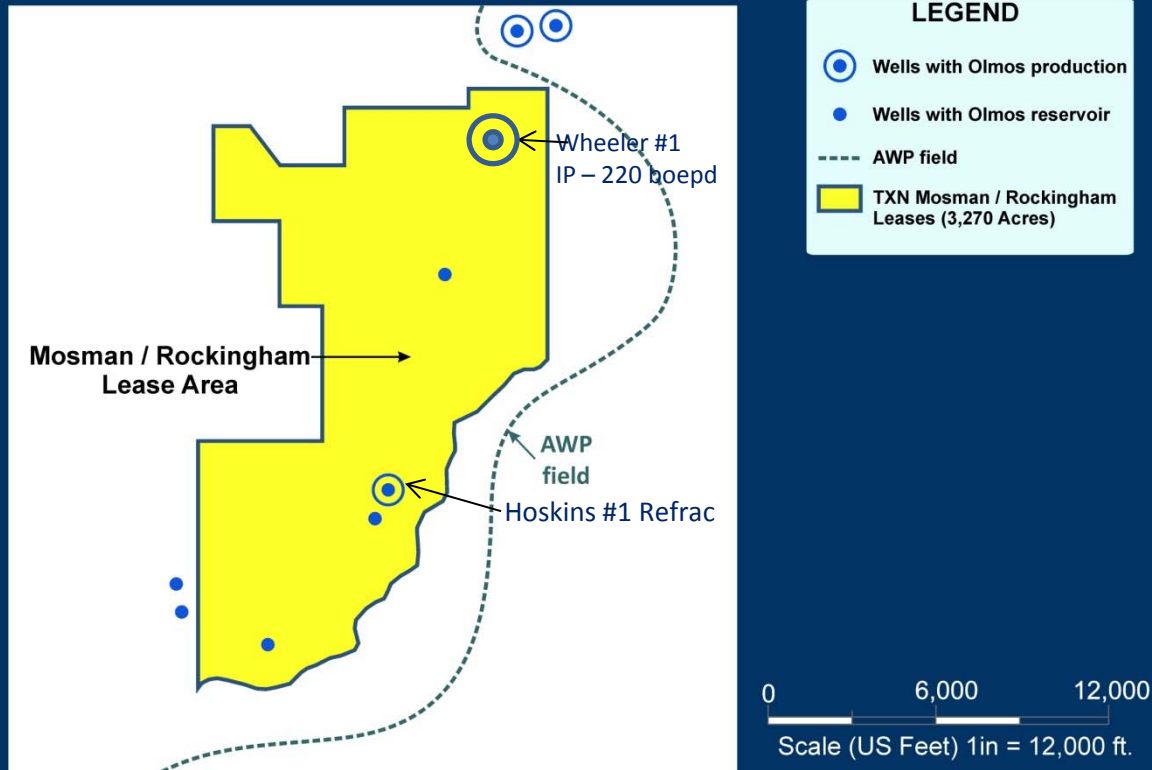 LEGEND
Wells with Olmos production
Wells with Olmos reservoir
AWP field
TXN Mosman / Rockingham
Leases (3,270 Acres)
Wheeler #1
IP – 220 boepd
Mosman / Rockingham
Lease Area
AWP
field
Hoskins #1 Refrac
0 6,000 12,000
Scale (US Feet) 1in = 12,000 ft.